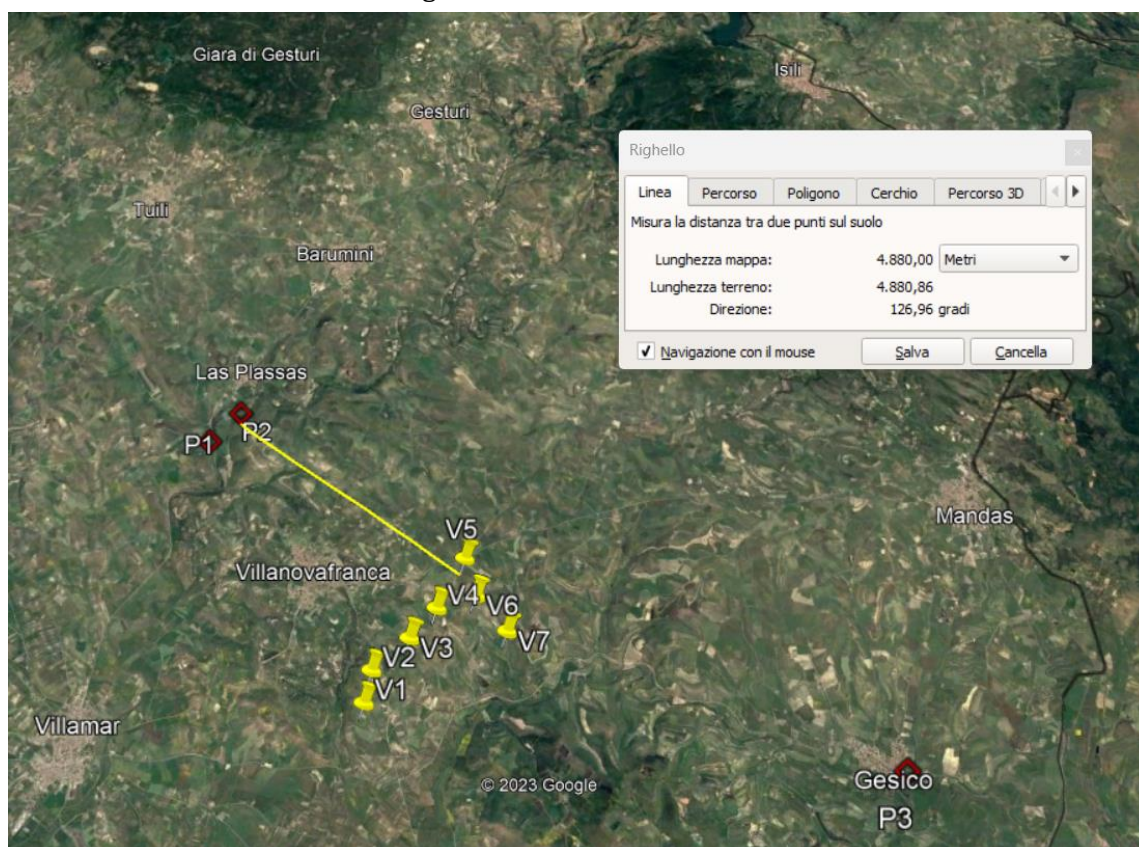 Giara di Gesturi
Isili
Gesturi
Righello
Linea Percorso Poligono Cerchio Percorso 3D
Misura la distanza tra due punti sul suolo
Lunghezza mappa: 4.880,00 Metri
Lunghezza terreno: 4.880,86
Direzione: 126,96 gradi
Navigazione con il mouse Salva Cancella
Tuili
Barumini
Las Plassas
P2
P1
Mandas
V5
Villanovafranca
V4
V6
V7
V3
V2
V1
Villamar
© 2023 Google
Gesico
P3